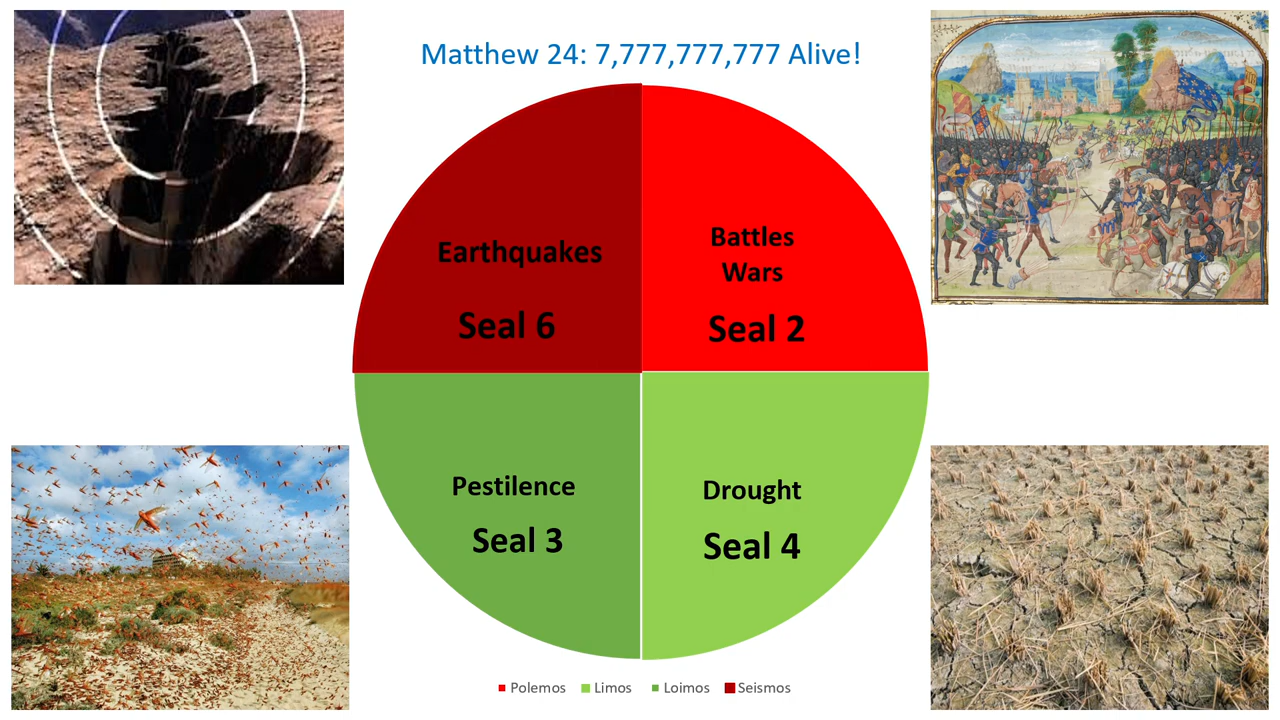 Matthew 24: 7,777,777,777 Alive!
Earthquakes
Seal 6
Battles
Wars
Seal 2
Pestilence
Seal 3
Drought
Seal 4
Polemos Limos Loimos Seismos